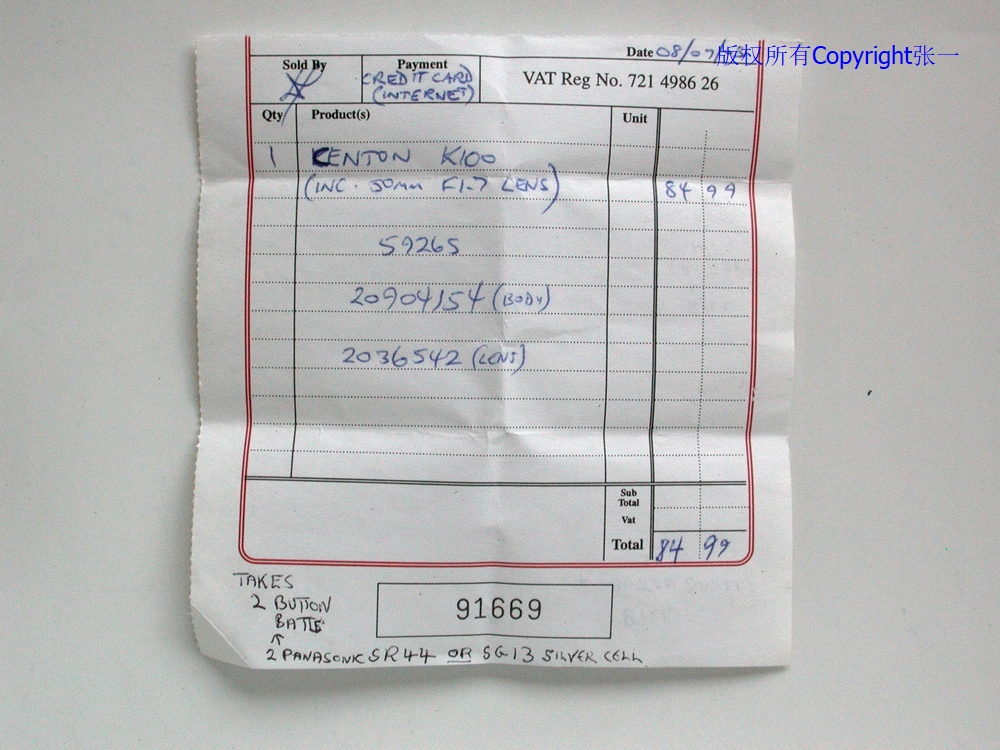 Date 08/07/
版权所有Copyright张一
Sold By
Payment
CREDIT CARD
(INTERNET)
VAT Reg No. 721 4986 26
Qty Product(s) Unit
1 KENTON K100
(INC. 50mm F1.7 LENS) 84 99
59265
20904154 (BODY)
2036542 (LENS)
Sub
Total
Vat
Total 84 99
TAKES
2 BUTTON
BATTS
91669
2 PANASONIC SR44 OR SG13 SILVER CELL